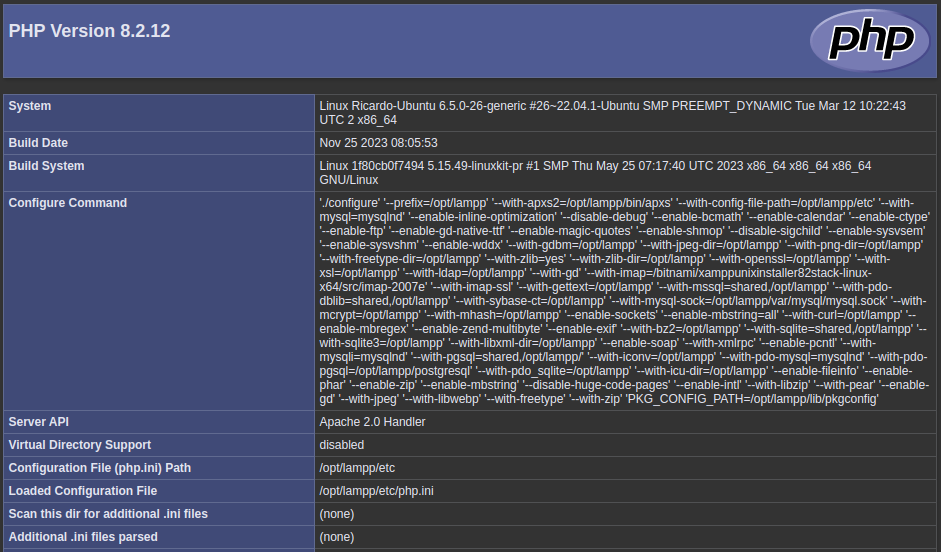 PHP Version 8.2.12
php
System
Linux Ricardo-Ubuntu 6.5.0-26-generic #26~22.04.1-Ubuntu SMP PREEMPT_DYNAMIC Tue Mar 12 10:22:43
UTC 2 x86_64
Build Date
Nov 25 2023 08:05:53
Build System
Linux 1f80cb0f7494 5.15.49-linuxkit-pr #1 SMP Thu May 25 07:17:40 UTC 2023 x86_64 x86_64 x86_64
GNU/Linux
Configure Command
'./configure' '--prefix=/opt/lampp' '--with-apxs2=/opt/lampp/bin/apxs' '--with-config-file-path=/opt/lampp/etc' '--with-
mysql=mysqlnd' '--enable-inline-optimization' '--disable-debug' '--enable-bcmath' '--enable-calendar' '--enable-ctype'
'--enable-ftp' '--enable-gd-native-ttf' '--enable-magic-quotes' '--enable-shmop' '--disable-sigchild' '--enable-sysvsem'
'--enable-sysvshm' '--enable-wddx' '--with-gdbm=/opt/lampp' '--with-jpeg-dir=/opt/lampp' '--with-png-dir=/opt/lampp'
'--with-freetype-dir=/opt/lampp' '--with-zlib=yes' '--with-zlib-dir=/opt/lampp' '--with-openssl=/opt/lampp' '--with-
xsl=/opt/lampp' '--with-ldap=/opt/lampp' '--with-gd' '--with-imap=/bitnami/xamppunixinstaller82stack-linux-
x64/src/imap-2007e' '--with-imap-ssl' '--with-gettext=/opt/lampp' '--with-mssql=shared,/opt/lampp' '--with-pdo-
dblib=shared,/opt/lampp' '--with-sybase-ct=/opt/lampp' '--with-mysql-sock=/opt/lampp/var/mysql/mysql.sock' '--with-
mcrypt=/opt/lampp' '--with-mhash=/opt/lampp' '--enable-sockets' '--enable-mbstring=all' '--with-curl=/opt/lampp' '--
enable-mbregex' '--enable-zend-multibyte' '--enable-exif' '--with-bz2=/opt/lampp' '--with-sqlite=shared,/opt/lampp' '--
with-sqlite3=/opt/lampp' '--with-libxml-dir=/opt/lampp' '--enable-soap' '--with-xmlrpc' '--enable-pcntl' '--with-
mysqli=mysqlnd' '--with-pgsql=shared,/opt/lampp/' '--with-iconv=/opt/lampp' '--with-pdo-mysql=mysqlnd' '--with-pdo-
pgsql=/opt/lampp/postgresql' '--with-pdo_sqlite=/opt/lampp' '--with-icu-dir=/opt/lampp' '--enable-fileinfo' '--enable-
phar' '--enable-zip' '--enable-mbstring' '--disable-huge-code-pages' '--enable-intl' '--with-libzip' '--with-pear' '--enable-
gd' '--with-jpeg' '--with-libwebp' '--with-freetype' '--with-zip' 'PKG_CONFIG_PATH=/opt/lampp/lib/pkgconfig'
Server API
Apache 2.0 Handler
Virtual Directory Support
disabled
Configuration File (php.ini) Path
/opt/lampp/etc
Loaded Configuration File
/opt/lampp/etc/php.ini
Scan this dir for additional .ini files
(none)
Additional .ini files parsed
(none)